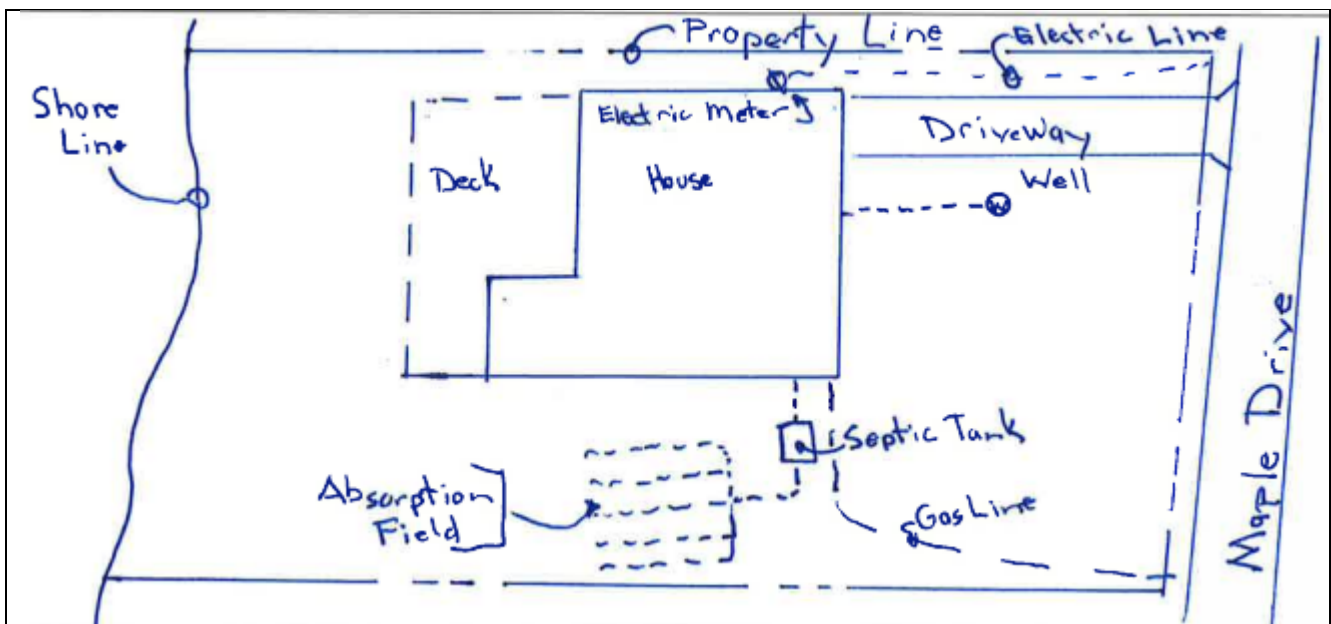 Property Line
Electric Line
Shore
Line
Electric Meter
Driveway
Deck
House
Well
W
Maple Drive
Septic Tank
Absorption
Field
Gas Line